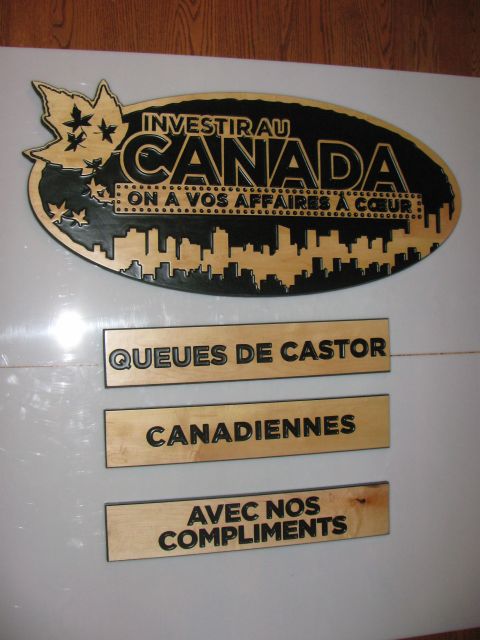 INVESTIR AU
CANADA
ON A VOS AFFAIRES À CŒUR
QUEUES DE CASTOR
CANADIENNES
AVEC NOS
COMPLIMENTS